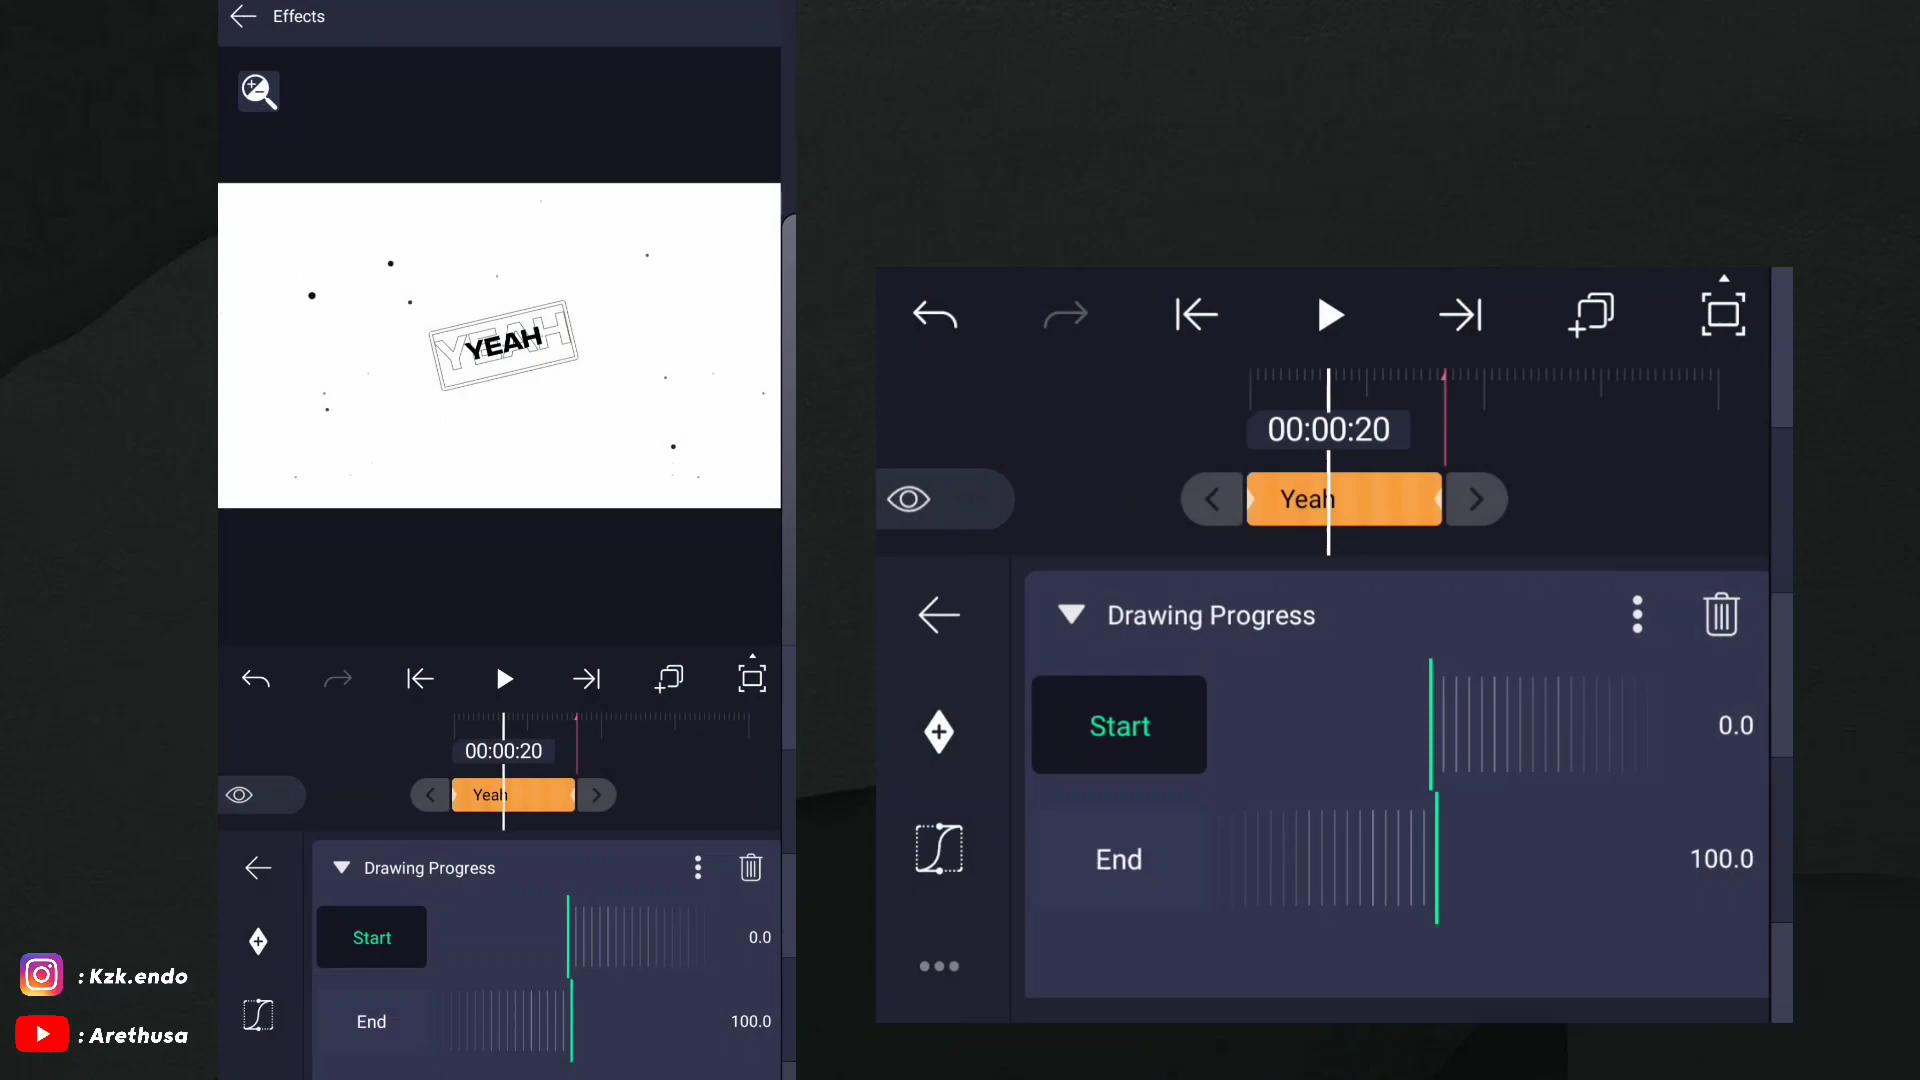 Effects
YEAH
YEAH
00:00:20
Yeah
Drawing Progress
Start
0.0
End
100.0
00:00:20
Yeah
Drawing Progress
Start
0.0
End
100.0
: Kzk.endo
: Arethusa